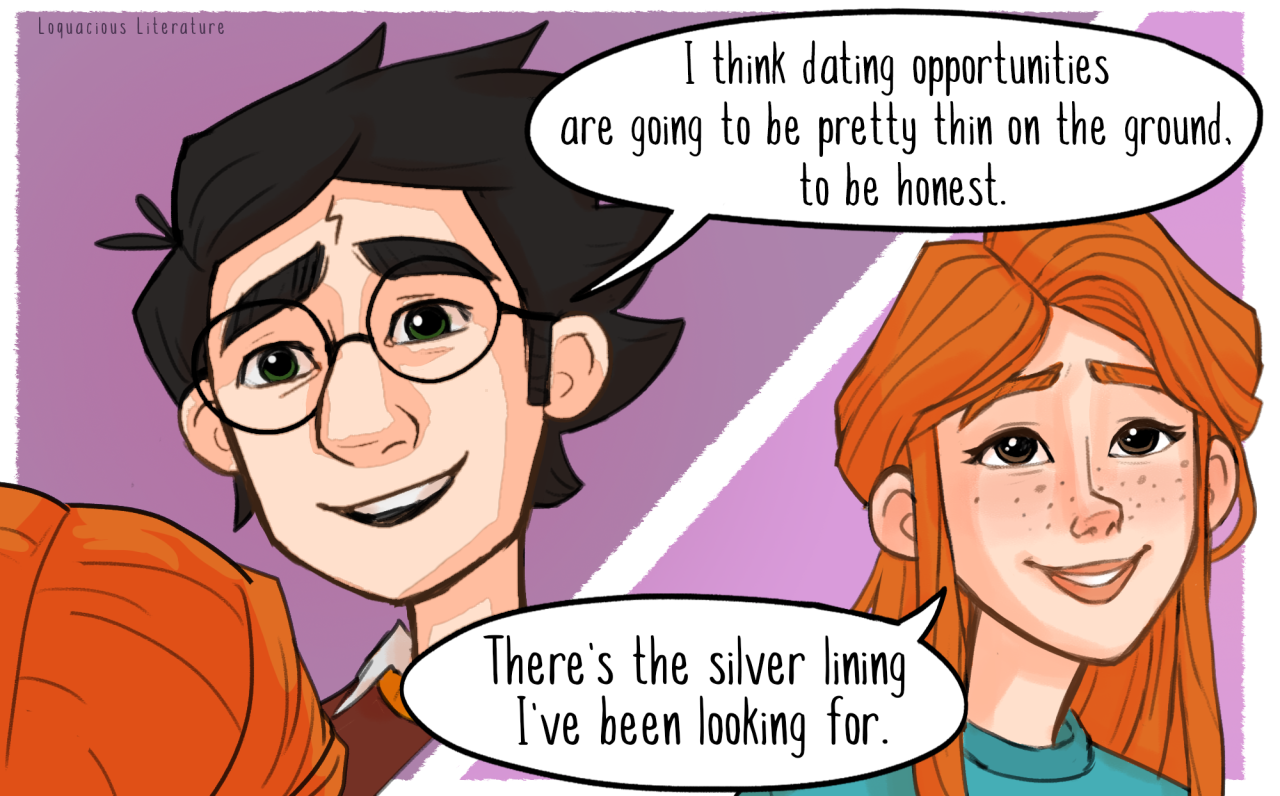 Loquacious Literature
I think dating opportunities
are going to be pretty thin on the ground,
to be honest.
There's the silver lining
I've been looking for.